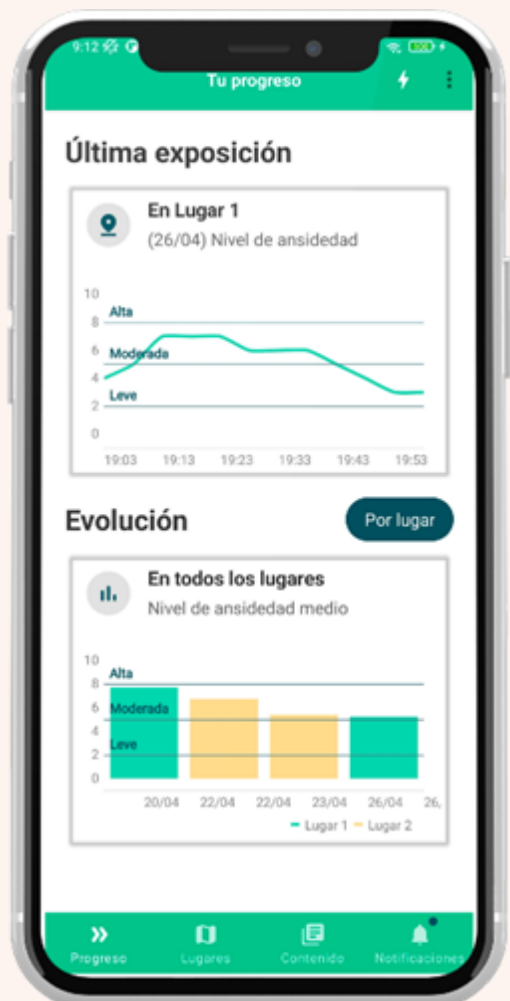 9:12
Tu progreso
Última exposición
En Lugar 1
(26/04) Nivel de ansidedad
10
Alta
8
6
Moderada
4
Leve
2
0
19:03 19:13 19:23 19:33 19:43 19:53
Evolución
Por lugar
En todos los lugares
Nivel de ansidedad medio
10
Alta
8
6
Moderada
4
Leve
2
0
20/04 22/04 22/04 23/04 26/04 26,
Lugar 1 Lugar 2
Progreso Lugares Contenido Notificaciones